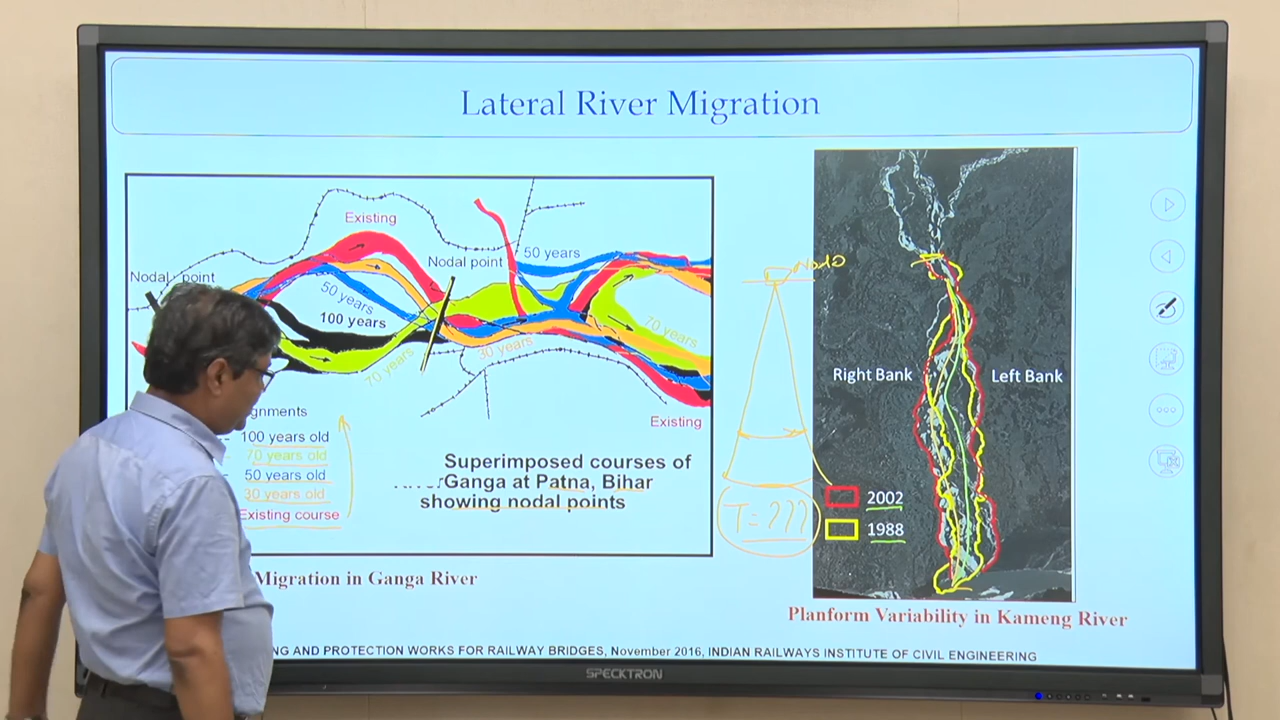 Lateral River Migration
Existing
Nodal point
50 years
Nodal point
50 years
100 years
70 years
30 years
70 years
Existing
gnments
100 years old
70 years old
50 years old
30 years old
Existing course
Superimposed courses of
Ganga at Patna, Bihar
showing nodal points
Migration in Ganga River
Node
T = ???
Right Bank
Left Bank
2002
1988
Planform Variability in Kameng River
NG AND PROTECTION WORKS FOR RAILWAY BRIDGES, November 2016, INDIAN RAILWAYS INSTITUTE OF CIVIL ENGINEERING
SPECKTRON